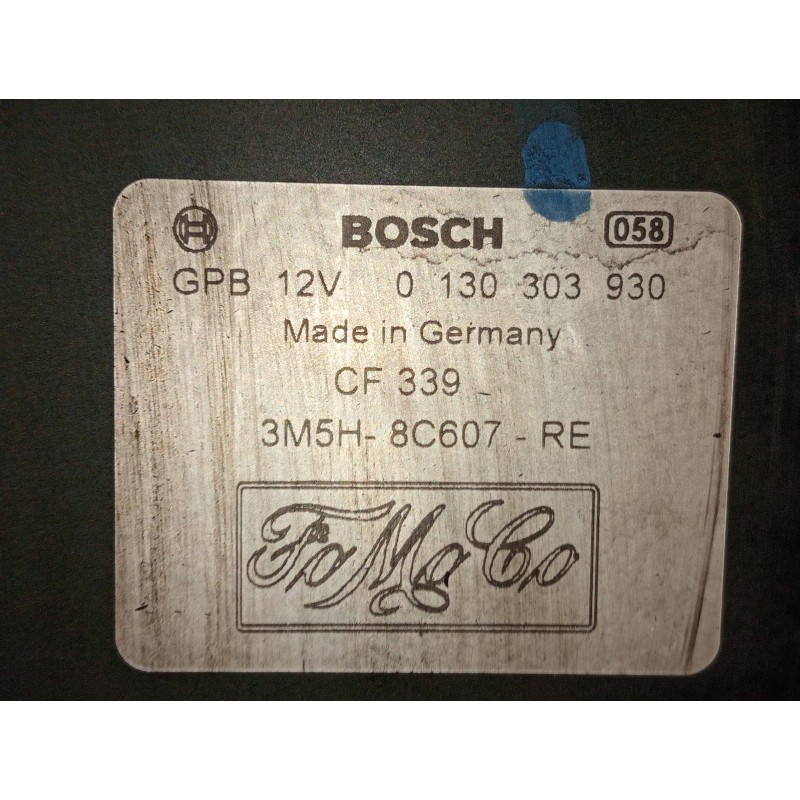 BOSCH 058
GPB 12V 0 130 303 930
Made in Germany
CF 339
3M5H- 8C607 - RE
FoMoCo